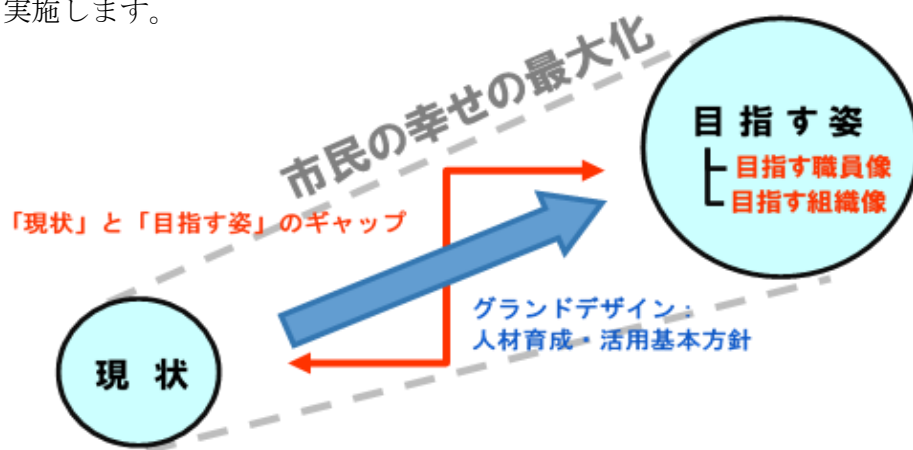 実施します。
市民の幸せの最大化
目指す姿
目指す職員像
目指す組織像
「現状」と「目指す姿」のギャップ
グランドデザイン：
人材育成・活用基本方針
現状